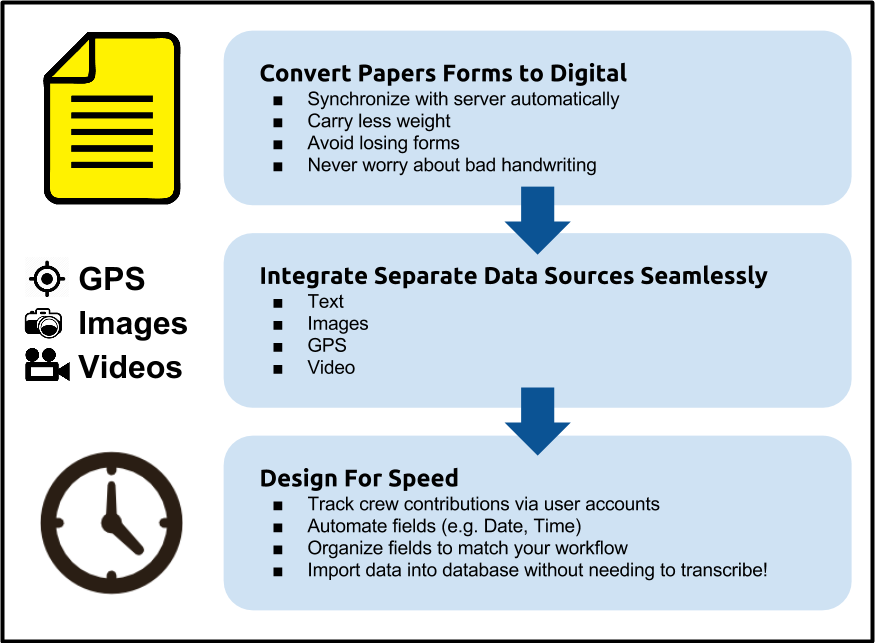 Convert Papers Forms to Digital
■ Synchronize with server automatically
■ Carry less weight
■ Avoid losing forms
■ Never worry about bad handwriting
GPS
Images
Videos
Integrate Separate Data Sources Seamlessly
■ Text
■ Images
■ GPS
■ Video
Design For Speed
■ Track crew contributions via user accounts
■ Automate fields (e.g. Date, Time)
■ Organize fields to match your workflow
■ Import data into database without needing to transcribe!